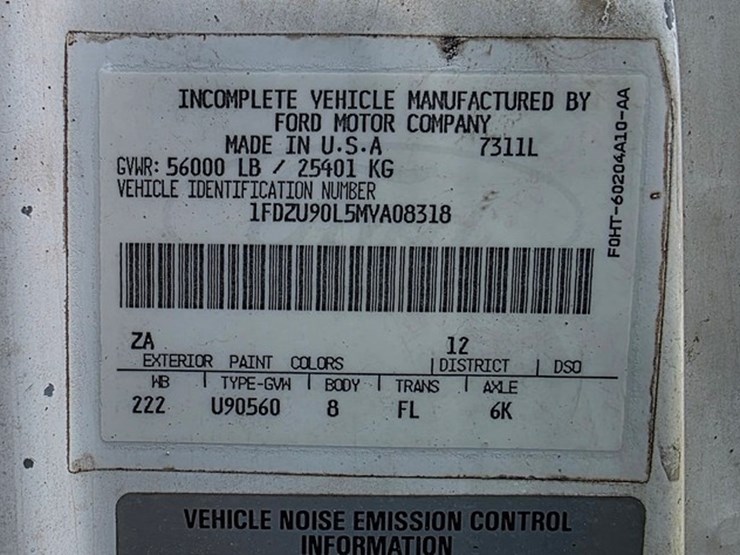 INCOMPLETE VEHICLE MANUFACTURED BY
FORD MOTOR COMPANY
MADE IN U.S.A 7311L
GVWR: 56000 LB / 25401 KG
VEHICLE IDENTIFICATION NUMBER
1FDZU90L5MVA08318
F0HT-60204A10-AA
ZA 12
EXTERIOR PAINT COLORS DISTRICT DSO
WB TYPE-GVW BODY TRANS AXLE
222 U90560 8 FL 6K
VEHICLE NOISE EMISSION CONTROL
INFORMATION